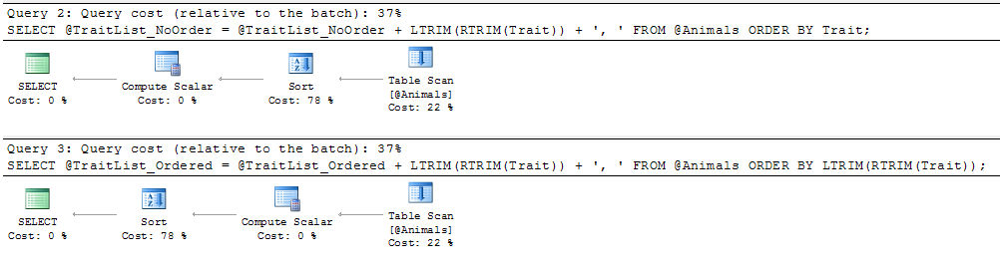 Query 2: Query cost (relative to the batch): 37%
SELECT @TraitList_NoOrder = @TraitList_NoOrder + LTRIM(RTRIM(Trait)) + ', ' FROM @Animals ORDER BY Trait;
SELECT
Cost: 0 %
Compute Scalar
Cost: 0 %
Sort
Cost: 78 %
Table Scan
[@Animals]
Cost: 22 %
Query 3: Query cost (relative to the batch): 37%
SELECT @TraitList_Ordered = @TraitList_Ordered + LTRIM(RTRIM(Trait)) + ', ' FROM @Animals ORDER BY LTRIM(RTRIM(Trait));
SELECT
Cost: 0 %
Sort
Cost: 78 %
Compute Scalar
Cost: 0 %
Table Scan
[@Animals]
Cost: 22 %